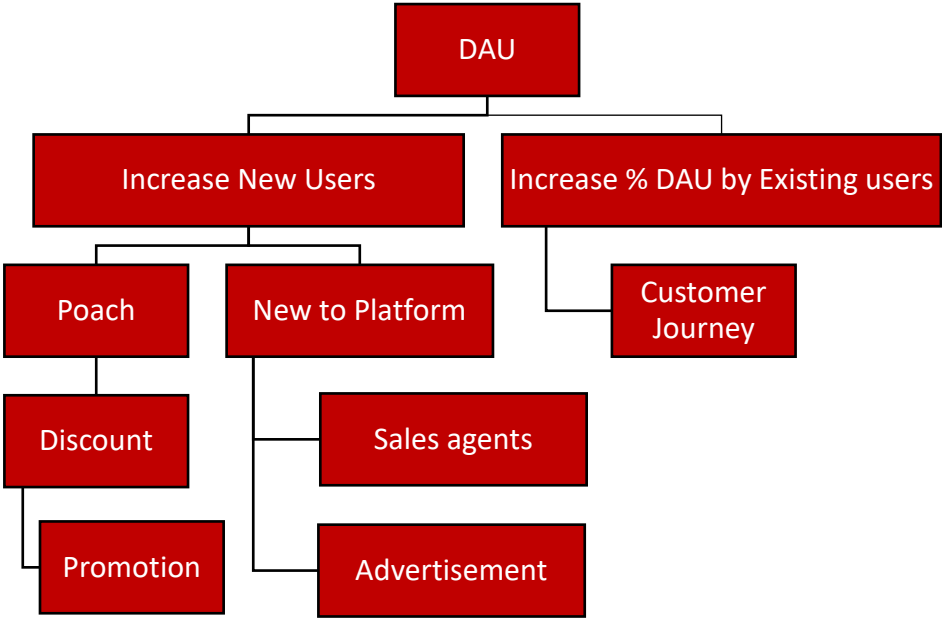 DAU
Increase New Users
Increase % DAU by Existing users
Poach
New to Platform
Customer
Journey
Discount
Sales agents
Promotion
Advertisement